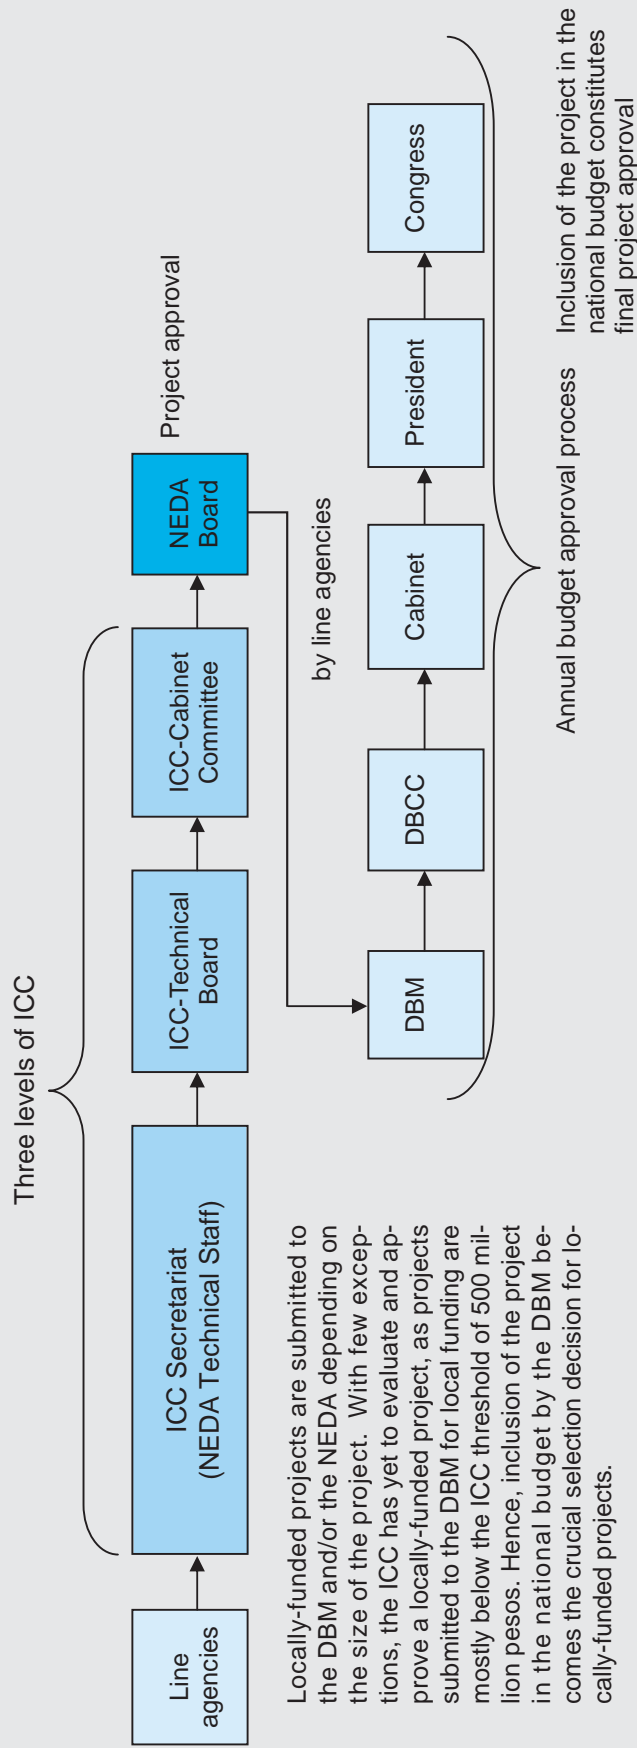 Three levels of ICC
Line
agencies
ICC Secretariat
(NEDA Technical Staff)
ICC-Technical
Board
ICC-Cabinet
Committee
NEDA
Board
Project approval
by line agencies
DBM
DBCC
Cabinet
President
Congress
Locally-funded projects are submitted to
the DBM and/or the NEDA depending on
the size of the project.  With few excep-
tions, the ICC has yet to evaluate and ap-
prove a locally-funded project, as projects
submitted to the DBM for local funding are
mostly below the ICC threshold of 500 mil-
lion pesos. Hence, inclusion of the project
in the national budget by the DBM be-
comes the crucial selection decision for lo-
cally-funded projects.
Annual budget approval process
Inclusion of the project in the
national budget constitutes
final project approval